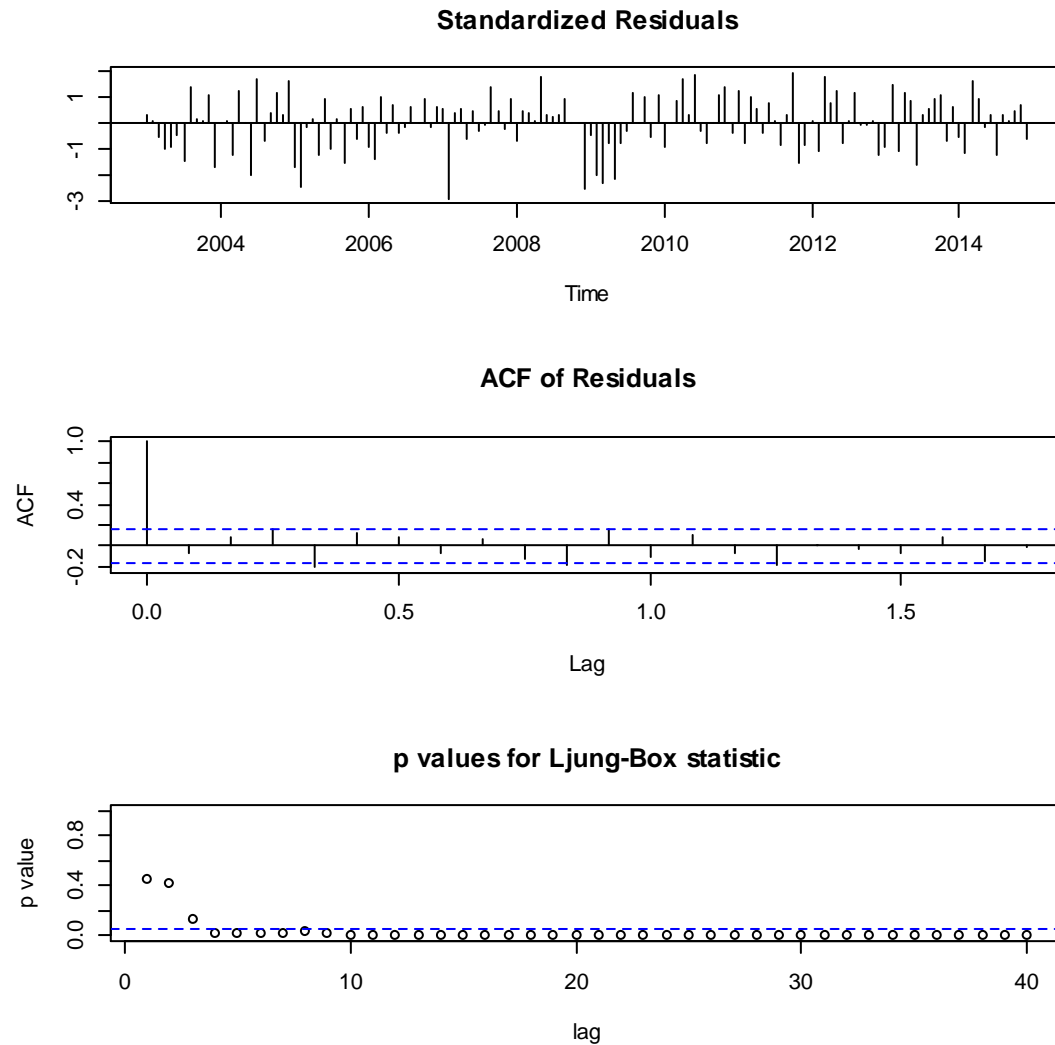 Standardized Residuals
1
-1
-3
2004 2006 2008 2010 2012 2014
Time
ACF of Residuals
ACF
1.0
0.4
-0.2
0.0 0.5 1.0 1.5
Lag
p values for Ljung-Box statistic
p value
0.8
0.4
0.0
0 10 20 30 40
lag